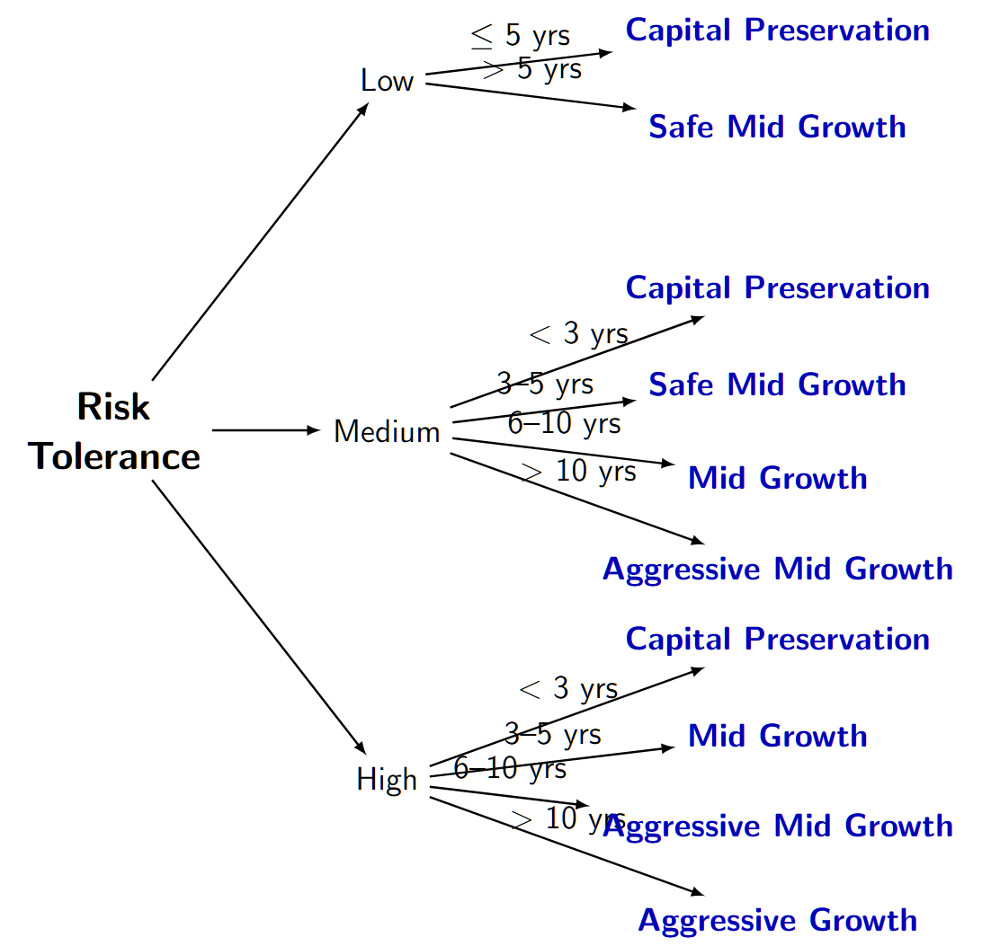 ≤ 5 yrs
Capital Preservation
Low
> 5 yrs
Safe Mid Growth
Risk
Tolerance
Medium
< 3 yrs
Capital Preservation
3–5 yrs
Safe Mid Growth
6–10 yrs
Mid Growth
> 10 yrs
Aggressive Mid Growth
High
< 3 yrs
Capital Preservation
3–5 yrs
Mid Growth
6–10 yrs
Aggressive Mid Growth
> 10 yrs
Aggressive Growth